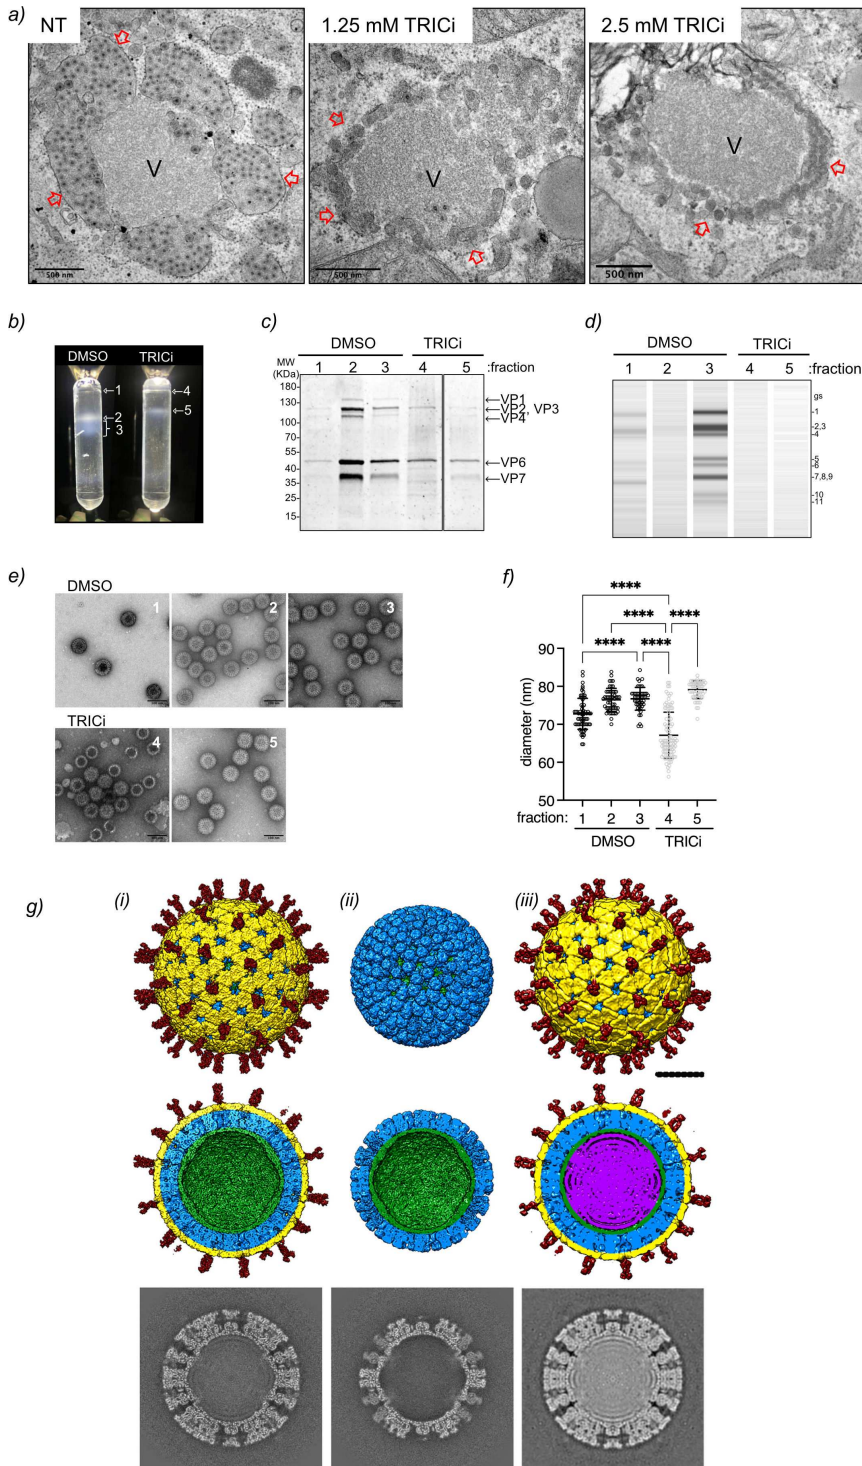 a)
NT
1.25 mM TRICi
2.5 mM TRICi
V
V
V
500 nm
500 nm
500 nm
b)
DMSO
TRICi
1
4
2
5
3
c)
DMSO
TRICi
MW
(KDa)
1 2 3 4 5 :fraction
180
130
100
70
55
40
35
25
15
VP1
VP2, VP3
VP4
VP6
VP7
d)
DMSO
TRICi
1 2 3 4 5 :fraction
gs
-1
-2,3
-4
-5
-6
-7,8,9
-10
-11
e)
DMSO
1
2
3
TRICi
4
5
f)
**** 
**** ****
**** ****
diameter (nm)
90
80
70
60
50
fraction: 1 2 3 4 5
DMSO TRICi
g)
(i)
(ii)
(iii)